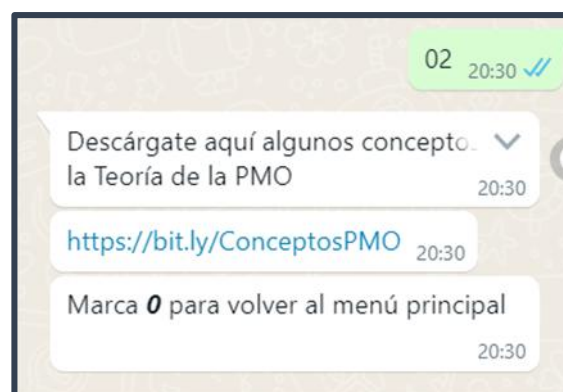 02 20:30
Descárgate aquí algunos concepto
la Teoría de la PMO
20:30
https://bit.ly/ConceptosPMO 20:30
Marca 0 para volver al menú principal
20:30